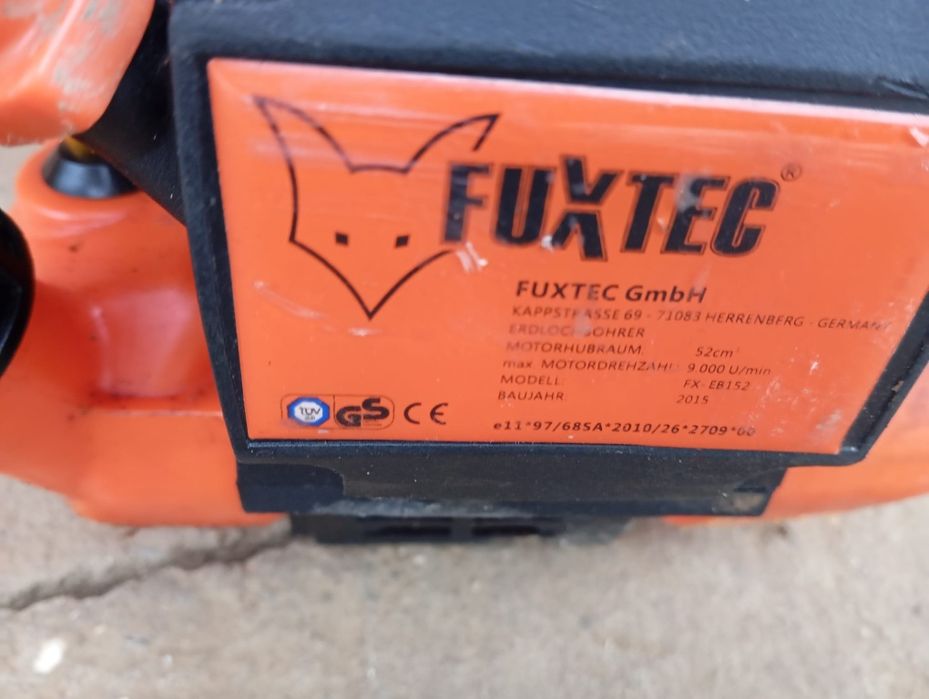 FUXTEC®
FUXTEC GmbH
KAPPSTRASSE 69 - 71083 HERRENBERG - GERMANY
ERDLOCHBOHRER
MOTORHUBRAUM: 52cm³
max. MOTORDREHZAHL: 9.000 U/min
MODELL: FX-EB152
BAUJAHR: 2015
TÜV GS CE
e11*97/68SA*2010/26*2709*00